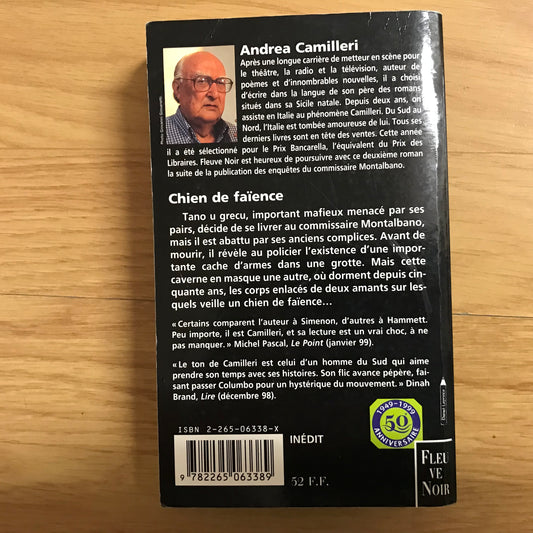 Andrea Camilleri
Après une longue carrière de metteur en scène pour
le théâtre, la radio et la télévision, auteur de
poèmes et d'innombrables nouvelles, il a choisi
d'écrire dans la langue de son père des romans
situés dans sa Sicile natale. Depuis deux ans, on
assiste en Italie au phénomène Camilleri. Du Sud au
Nord, l'Italie est tombée amoureuse de lui. Tous ses
derniers livres sont en tête des ventes. Cette année
il a été sélectionné pour le Prix Bancarella, l'équivalent du Prix des
Libraires. Fleuve Noir est heureux de poursuivre avec ce deuxième roman
la suite de la publication des enquêtes du commissaire Montalbano.
Chien de faïence
Tano u grecu, important mafieux menacé par ses
pairs, décide de se livrer au commissaire Montalbano,
mais il est abattu par ses anciens complices. Avant de
mourir, il révèle au policier l'existence d'une impor-
tante cache d'armes dans une grotte. Mais cette
caverne en masque une autre, où dorment depuis cin-
quante ans, les corps enlacés de deux amants sur les-
quels veille un chien de faïence...
« Certains comparent l'auteur à Simenon, d'autres à Hammett.
Peu importe, il est Camilleri, et sa lecture est un vrai choc, à ne
pas manquer. » Michel Pascal, Le Point (janvier 99).
« Le ton de Camilleri est celui d'un homme du Sud qui aime
prendre son temps avec ses histoires. Son flic avance pépère, fai-
sant passer Columbo pour un hystérique du mouvement. » Dinah
Brand, Lire (décembre 98).
ISBN 2-265-06338-X
9 782265 063389
INÉDIT
52 F.F.
1949-1999
50
ANNIVERSAIRE
FLEU
VE
NOIR